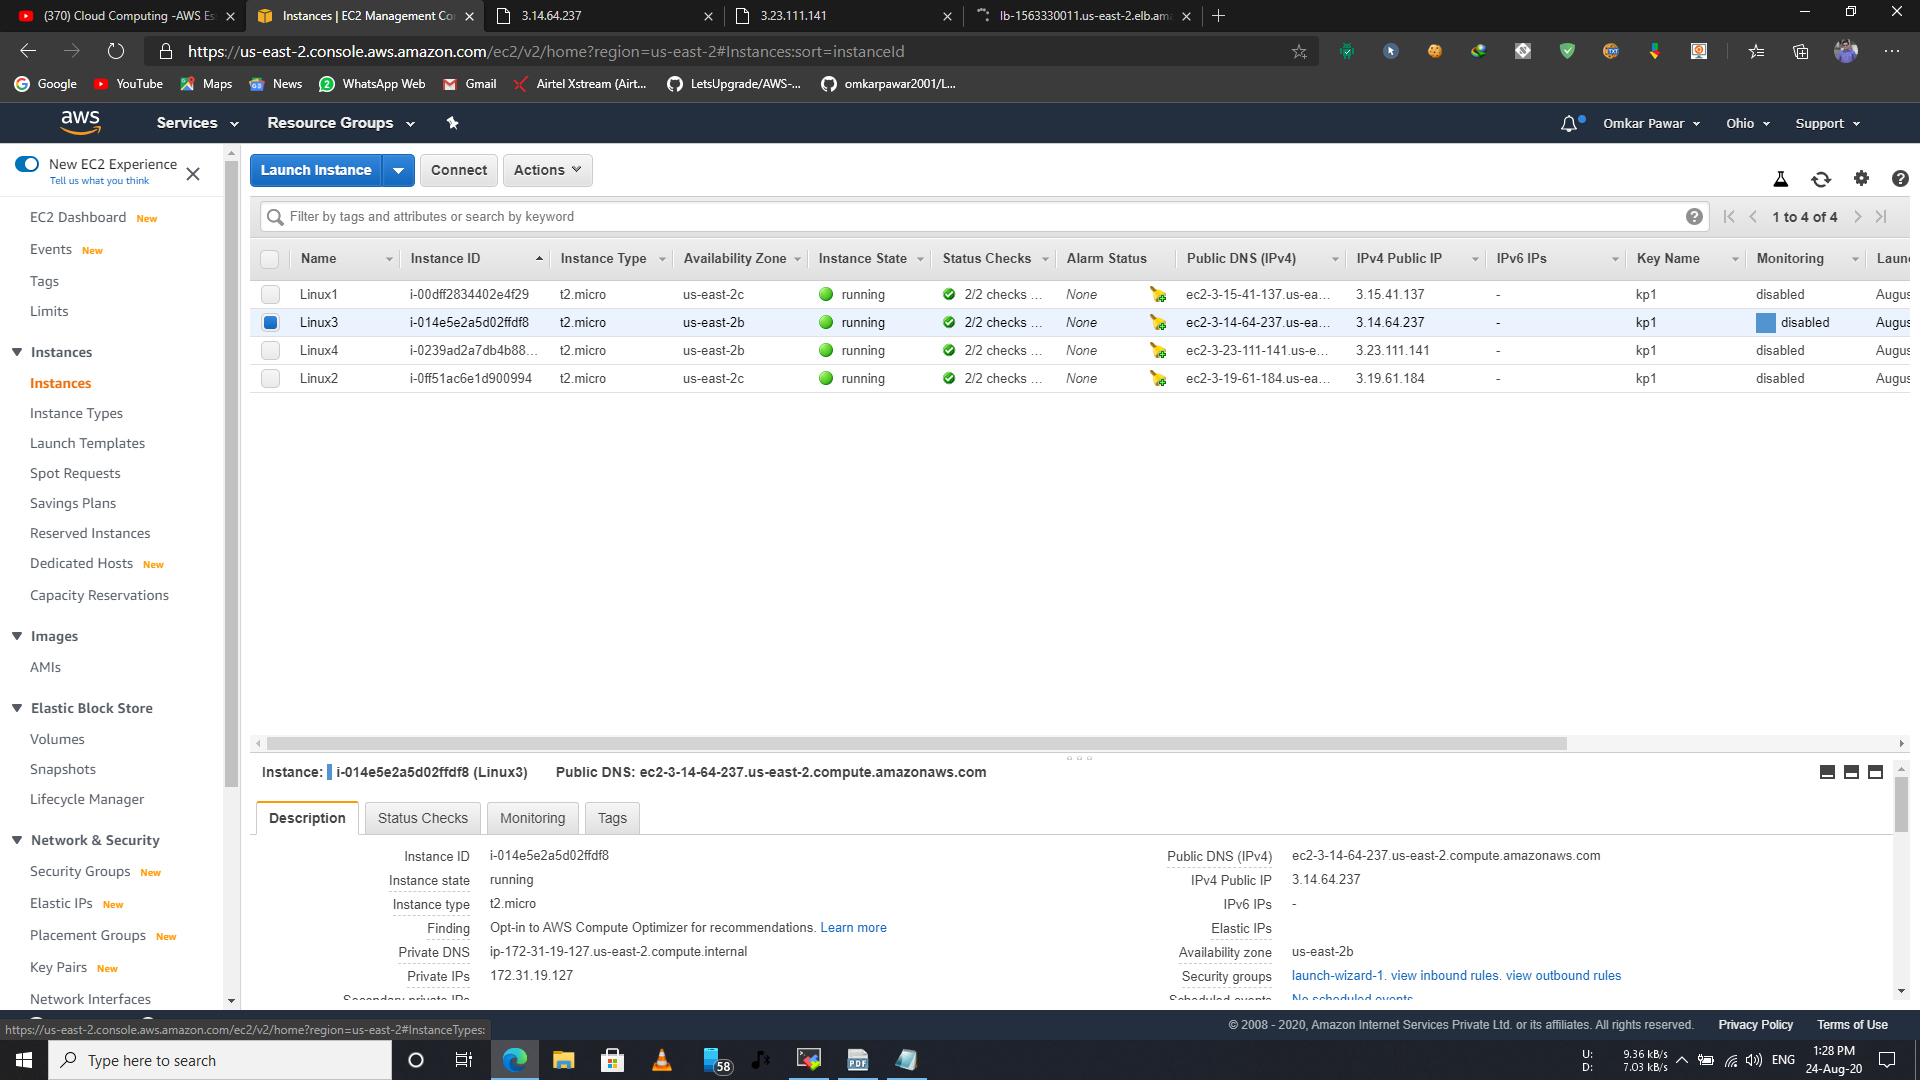 (370) Cloud Computing -AWS Es
Instances | EC2 Management Co
3.14.64.237
3.23.111.141
lb-1563330011.us-east-2.elb.am
https://us-east-2.console.aws.amazon.com/ec2/v2/home?region=us-east-2#Instances:sort=instanceId
Google
YouTube
Maps
News
WhatsApp Web
Gmail
Airtel Xstream (Airt...
LetsUpgrade/AWS-...
omkarpawar2001/L...
aws
Services
Resource Groups
Omkar Pawar
Ohio
Support
New EC2 Experience
Tell us what you think
EC2 Dashboard New
Events New
Tags
Limits
Instances
Instances
Instance Types
Launch Templates
Spot Requests
Savings Plans
Reserved Instances
Dedicated Hosts New
Capacity Reservations
Images
AMIs
Elastic Block Store
Volumes
Snapshots
Lifecycle Manager
Network & Security
Security Groups New
Elastic IPs New
Placement Groups New
Key Pairs New
Network Interfaces
Launch Instance
Connect
Actions
Filter by tags and attributes or search by keyword
1 to 4 of 4
Name Instance ID Instance Type Availability Zone Instance State Status Checks Alarm Status Public DNS (IPv4) IPv4 Public IP IPv6 IPs Key Name Monitoring Laun
Linux1 i-00dff2834402e4f29 t2.micro us-east-2c running 2/2 checks ... None ec2-3-15-41-137.us-ea... 3.15.41.137 - kp1 disabled Augus
Linux3 i-014e5e2a5d02ffdf8 t2.micro us-east-2b running 2/2 checks ... None ec2-3-14-64-237.us-ea... 3.14.64.237 - kp1 disabled Augus
Linux4 i-0239ad2a7db4b88... t2.micro us-east-2b running 2/2 checks ... None ec2-3-23-111-141.us-e... 3.23.111.141 - kp1 disabled Augus
Linux2 i-0ff51ac6e1d900994 t2.micro us-east-2c running 2/2 checks ... None ec2-3-19-61-184.us-ea... 3.19.61.184 - kp1 disabled Augus
Instance: i-014e5e2a5d02ffdf8 (Linux3) Public DNS: ec2-3-14-64-237.us-east-2.compute.amazonaws.com
Description
Status Checks
Monitoring
Tags
Instance ID i-014e5e2a5d02ffdf8
Instance state running
Instance type t2.micro
Finding Opt-in to AWS Compute Optimizer for recommendations. Learn more
Private DNS ip-172-31-19-127.us-east-2.compute.internal
Private IPs 172.31.19.127
Secondary private IPs
Public DNS (IPv4) ec2-3-14-64-237.us-east-2.compute.amazonaws.com
IPv4 Public IP 3.14.64.237
IPv6 IPs -
Elastic IPs
Availability zone us-east-2b
Security groups launch-wizard-1. view inbound rules. view outbound rules
Scheduled events No scheduled events
https://us-east-2.console.aws.amazon.com/ec2/v2/home?region=us-east-2#InstanceTypes:
© 2008 - 2020, Amazon Internet Services Private Ltd. or its affiliates. All rights reserved.
Privacy Policy
Terms of Use
Type here to search
58
PDF
U: 9.36 kB/s
D: 7.03 kB/s
ENG
1:28 PM
24-Aug-20